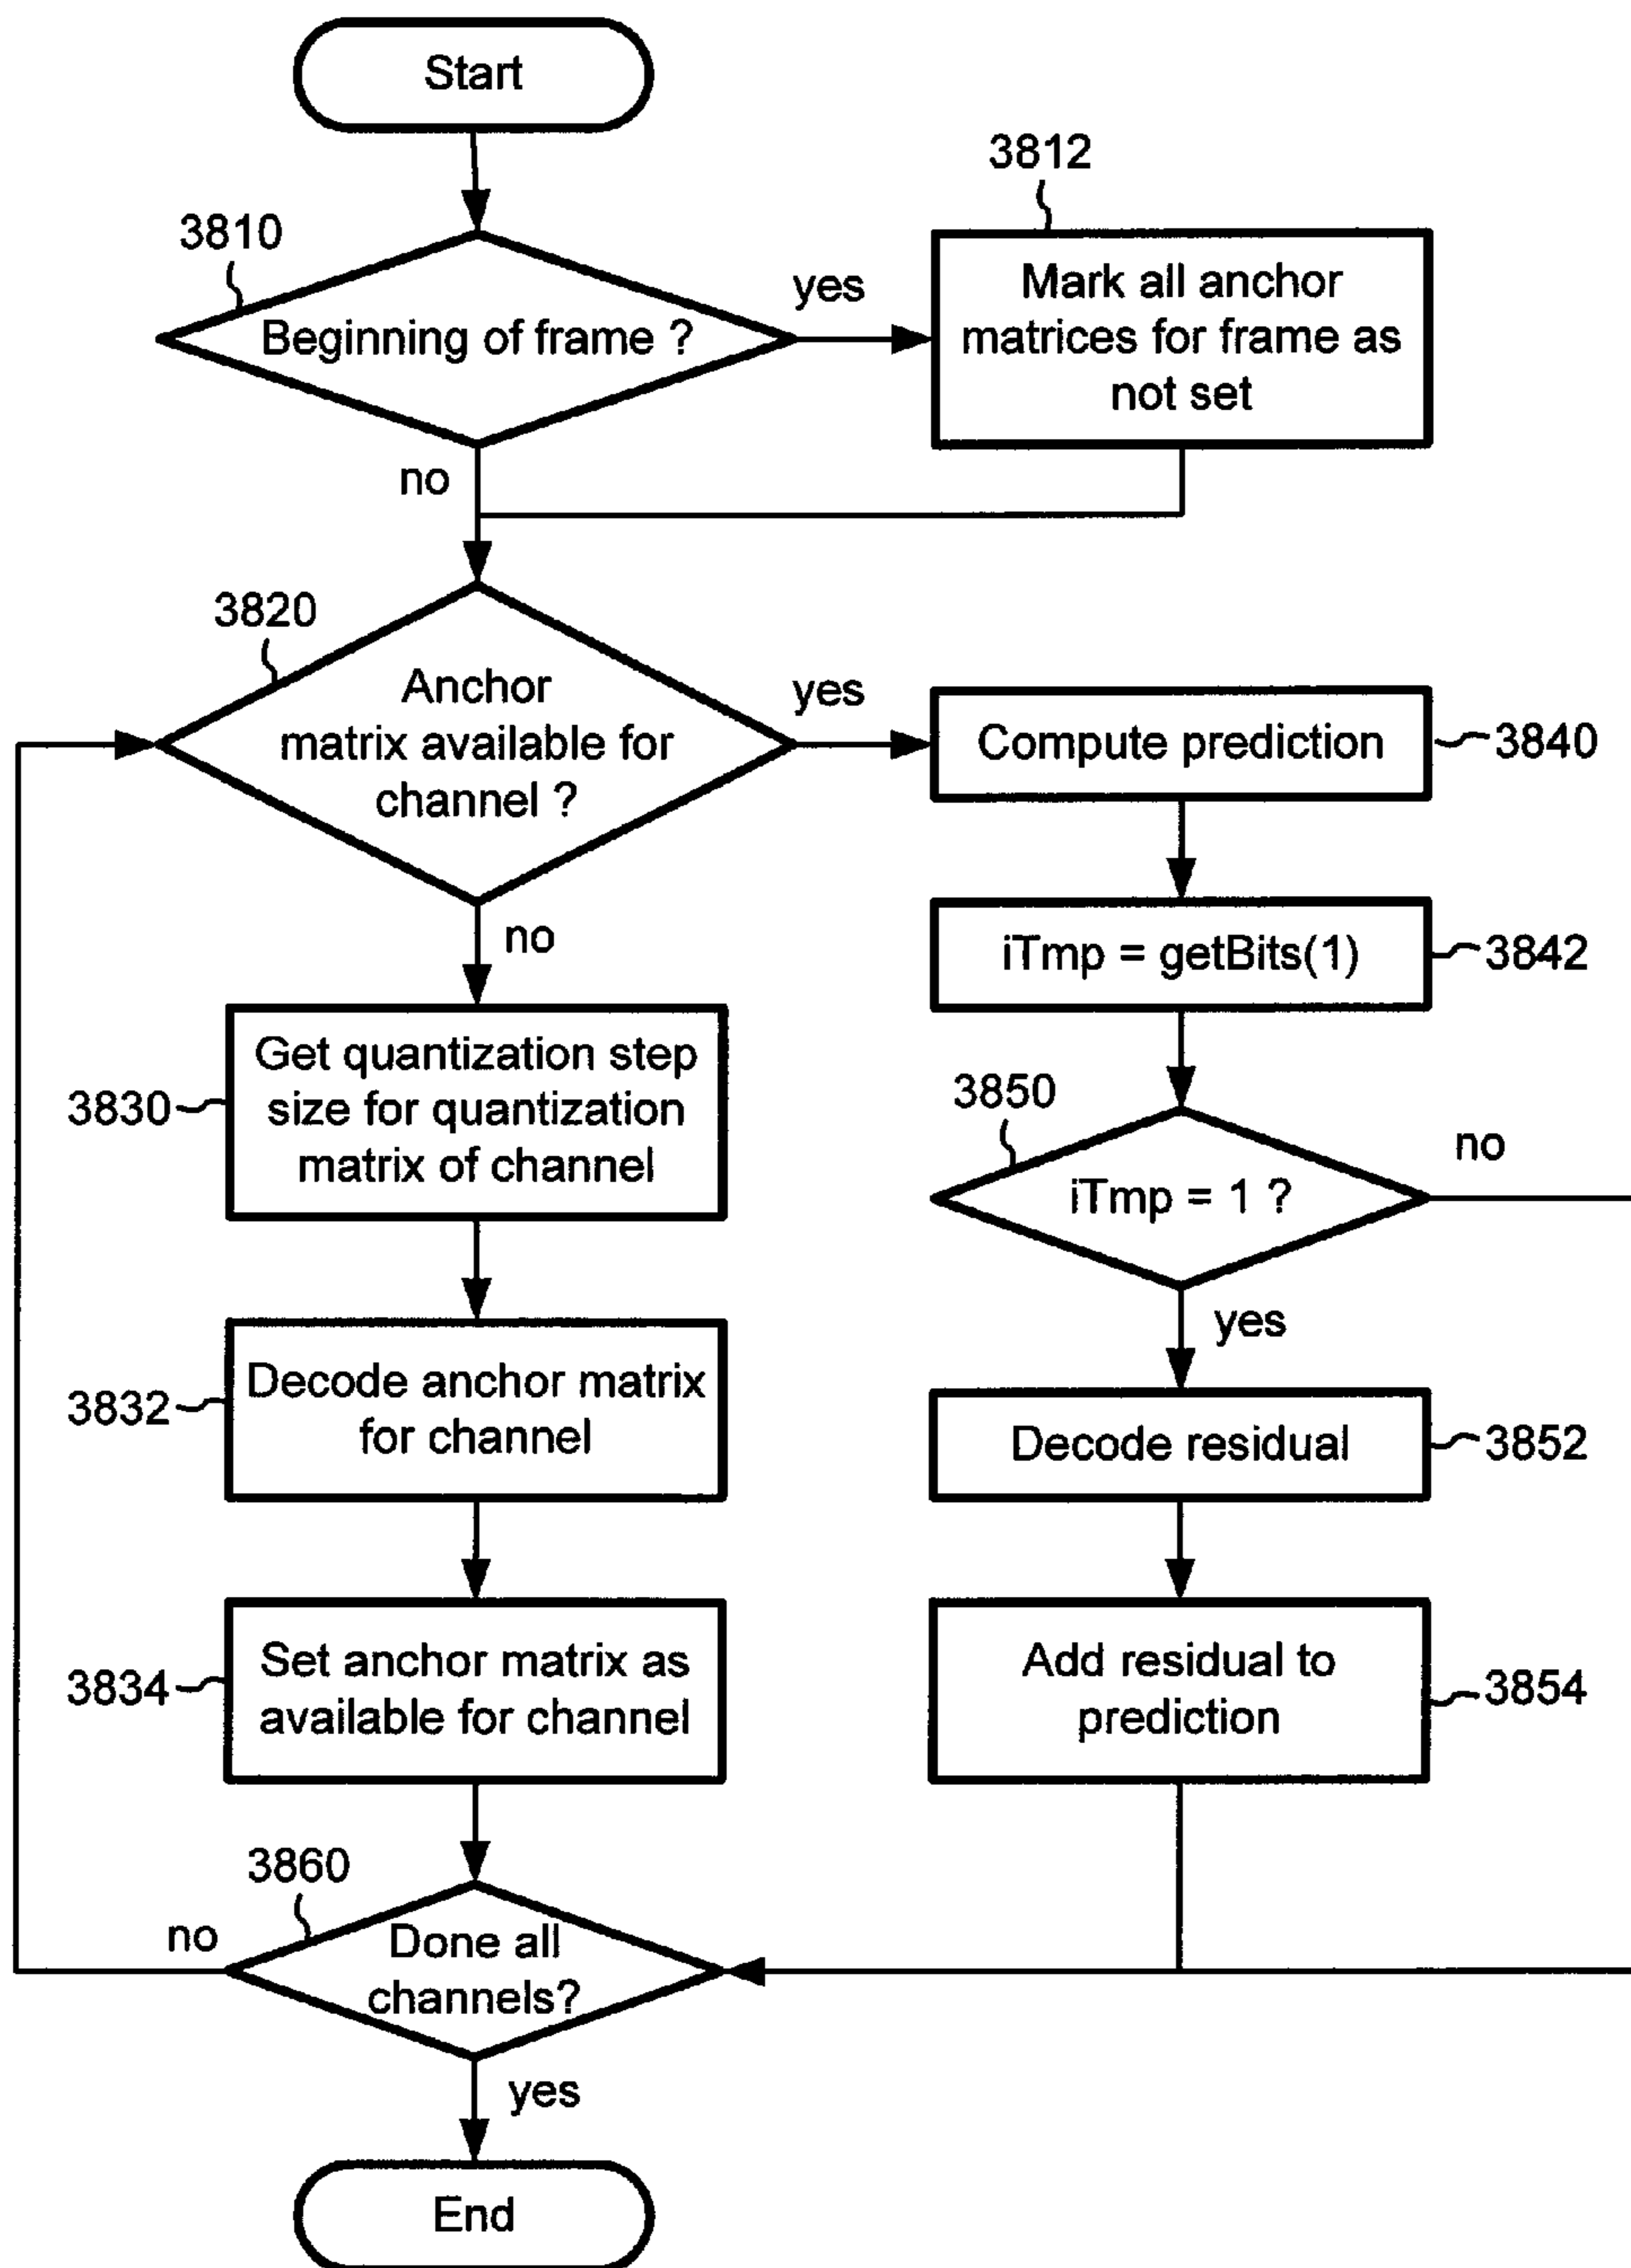 Start
3810
Beginning of frame ?
yes
no
3812
Mark all anchor
matrices for frame as
not set
3820
Anchor
matrix available for
channel ?
yes
no
3830
Get quantization step
size for quantization
matrix of channel
3832
Decode anchor matrix
for channel
3834
Set anchor matrix as
available for channel
Compute prediction
3840
iTmp = getBits(1)
3842
3850
iTmp = 1 ?
no
yes
Decode residual
3852
Add residual to
prediction
3854
3860
Done all
channels?
no
yes
End